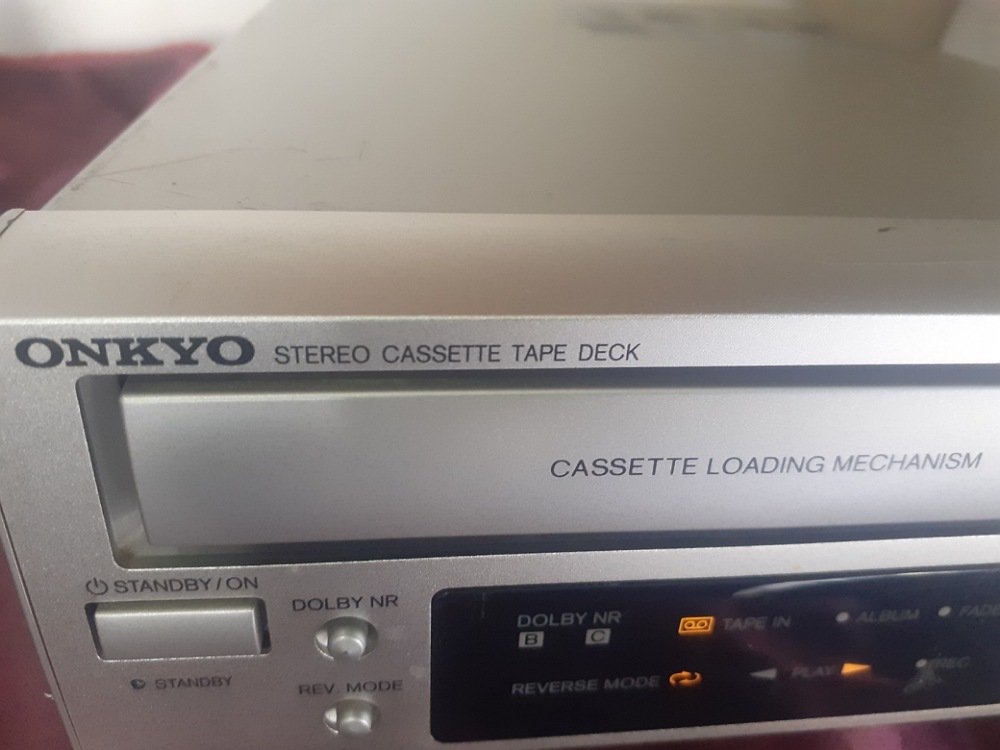 ONKYO STEREO CASSETTE TAPE DECK
CASSETTE LOADING MECHANISM
STANDBY/ON
DOLBY NR
STANDBY
REV. MODE
DOLBY NR
B C
TAPE IN
ALBUM
REVERSE MODE
PLAY
REC